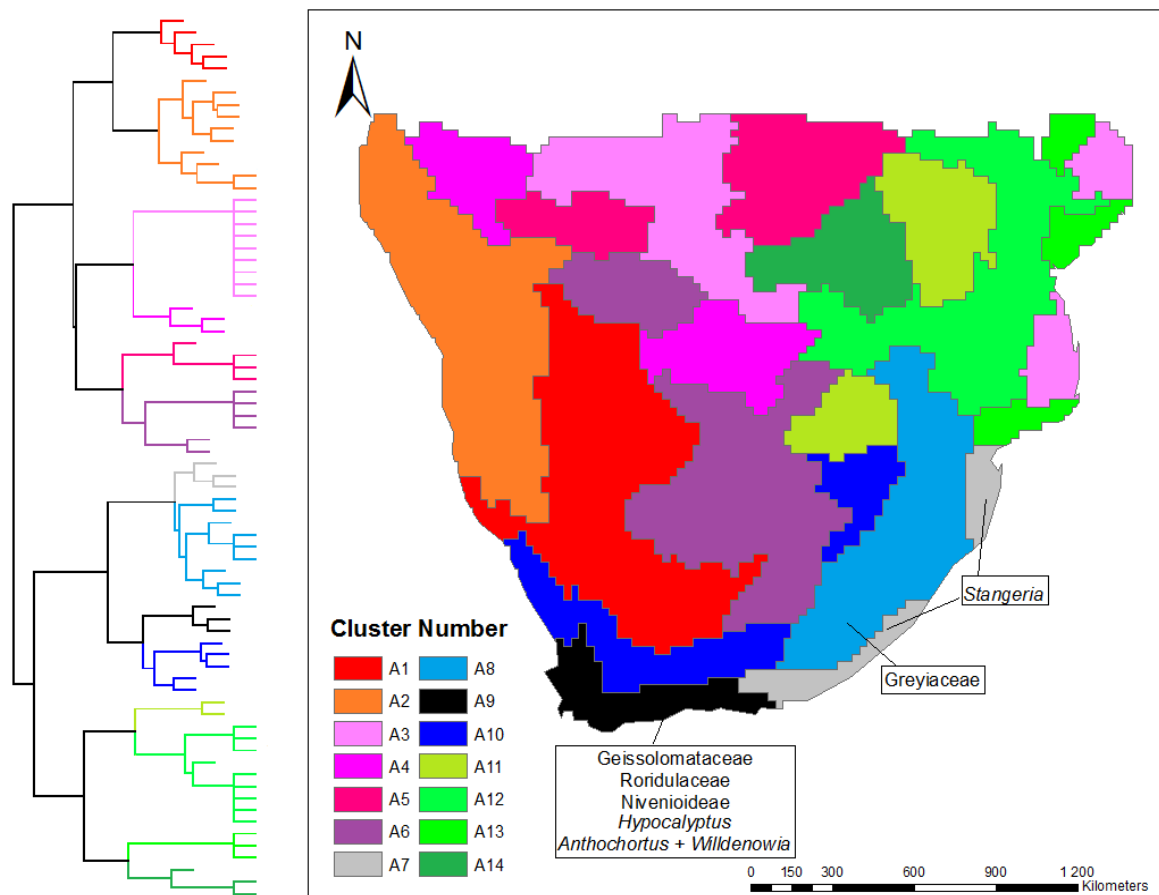 N
Stangeria
Greyiaceae
Cluster Number
A1 A8
A2 A9
A3 A10
A4 A11
A5 A12
A6 A13
A7 A14
Geissolomataceae
Roridulaceae
Nivenioideae
Hypocalyptus
Anthochortus + Willdenowia
0 150 300 600 900 1 200
Kilometers